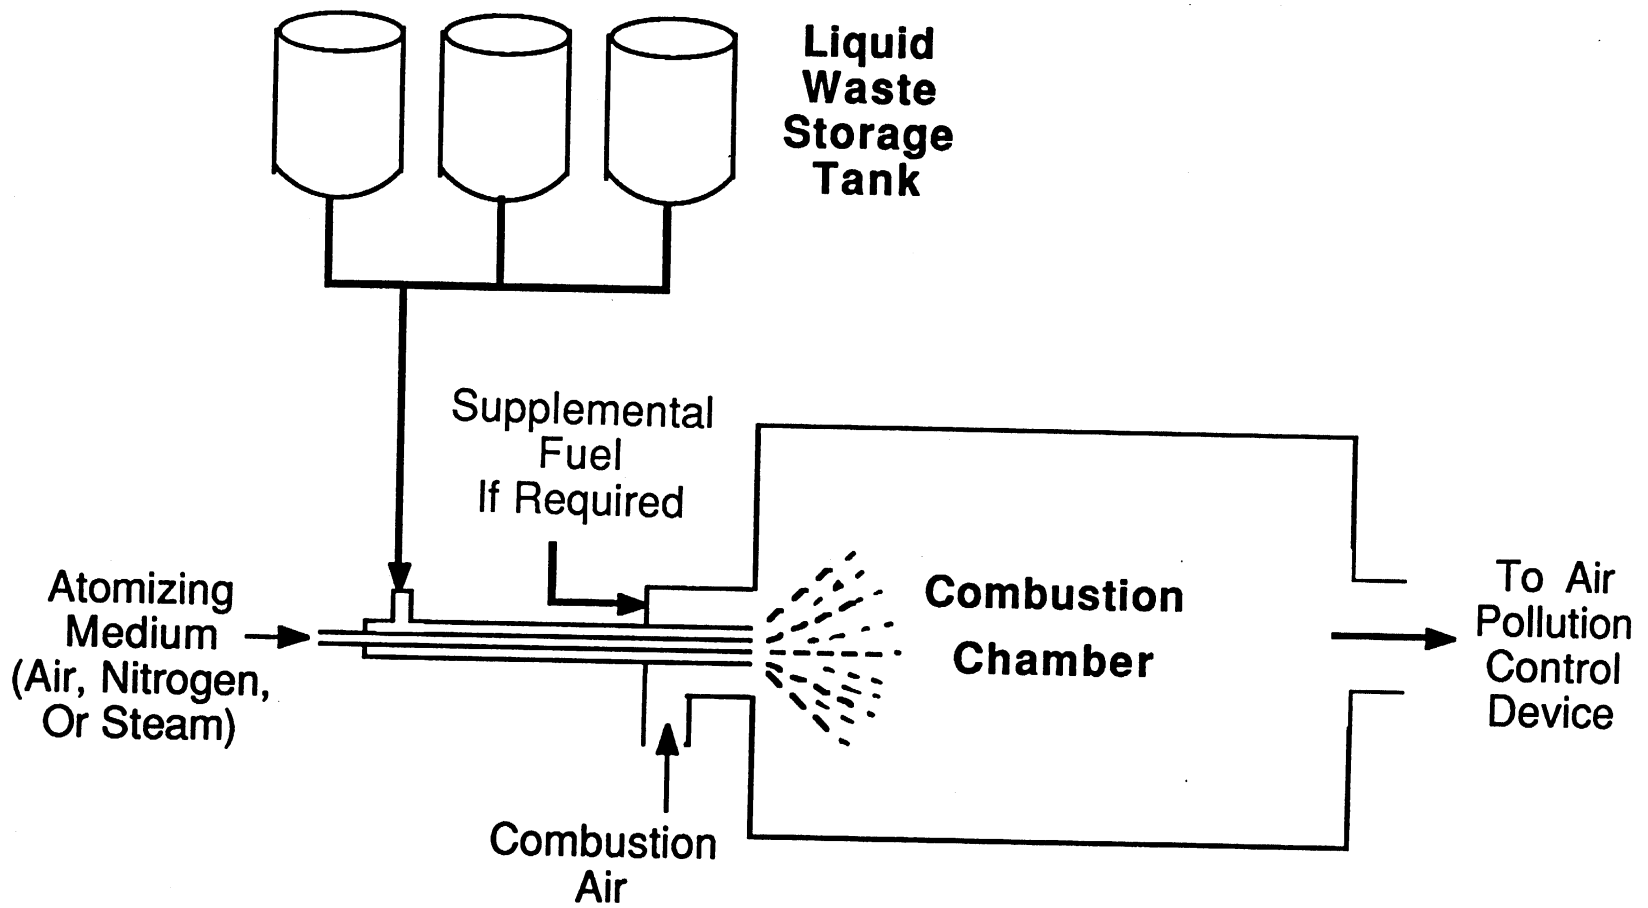 Liquid
Waste
Storage
Tank
Supplemental
Fuel
If Required
Atomizing
Medium
(Air, Nitrogen,
Or Steam)
Combustion
Chamber
To Air
Pollution
Control
Device
Combustion
Air